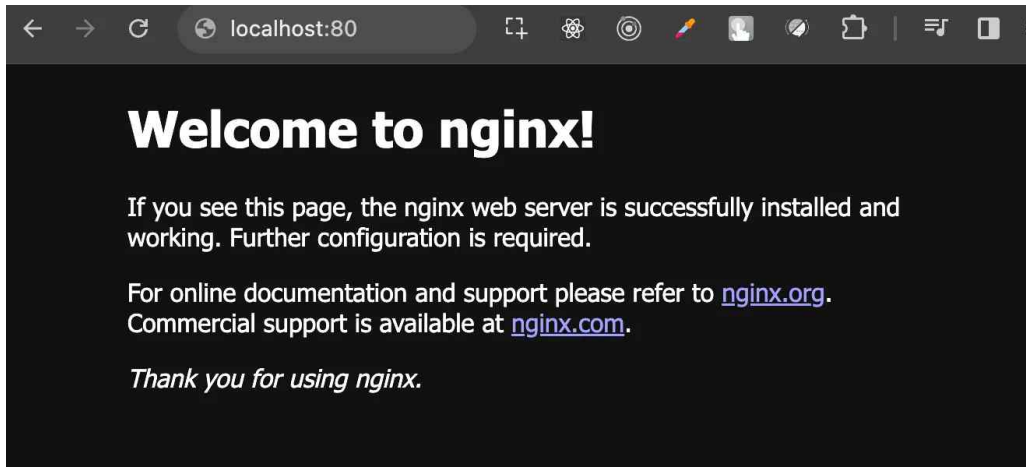 localhost:80
Welcome to nginx!
If you see this page, the nginx web server is successfully installed and
working. Further configuration is required.
For online documentation and support please refer to nginx.org.
Commercial support is available at nginx.com.
Thank you for using nginx.